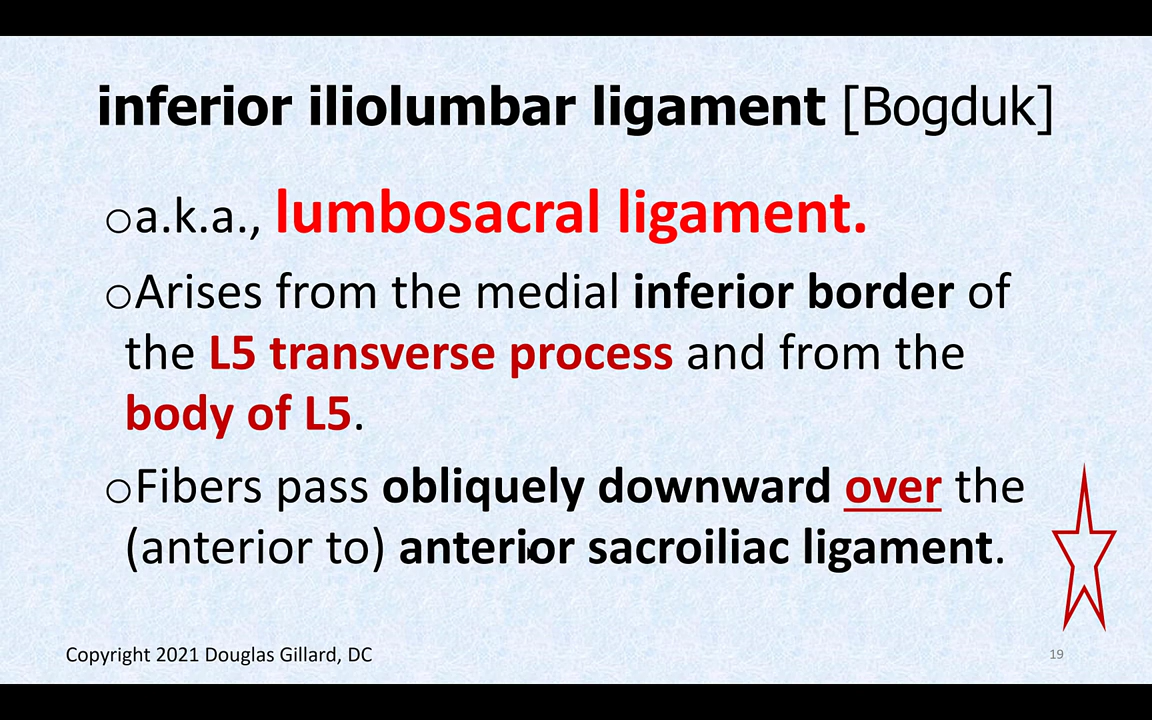 inferior iliolumbar ligament [Bogduk]
oa.k.a., lumbosacral ligament.
oArises from the medial inferior border of
the L5 transverse process and from the
body of L5.
oFibers pass obliquely downward over the
(anterior to) anterior sacroiliac ligament.
Copyright 2021 Douglas Gillard, DC
19